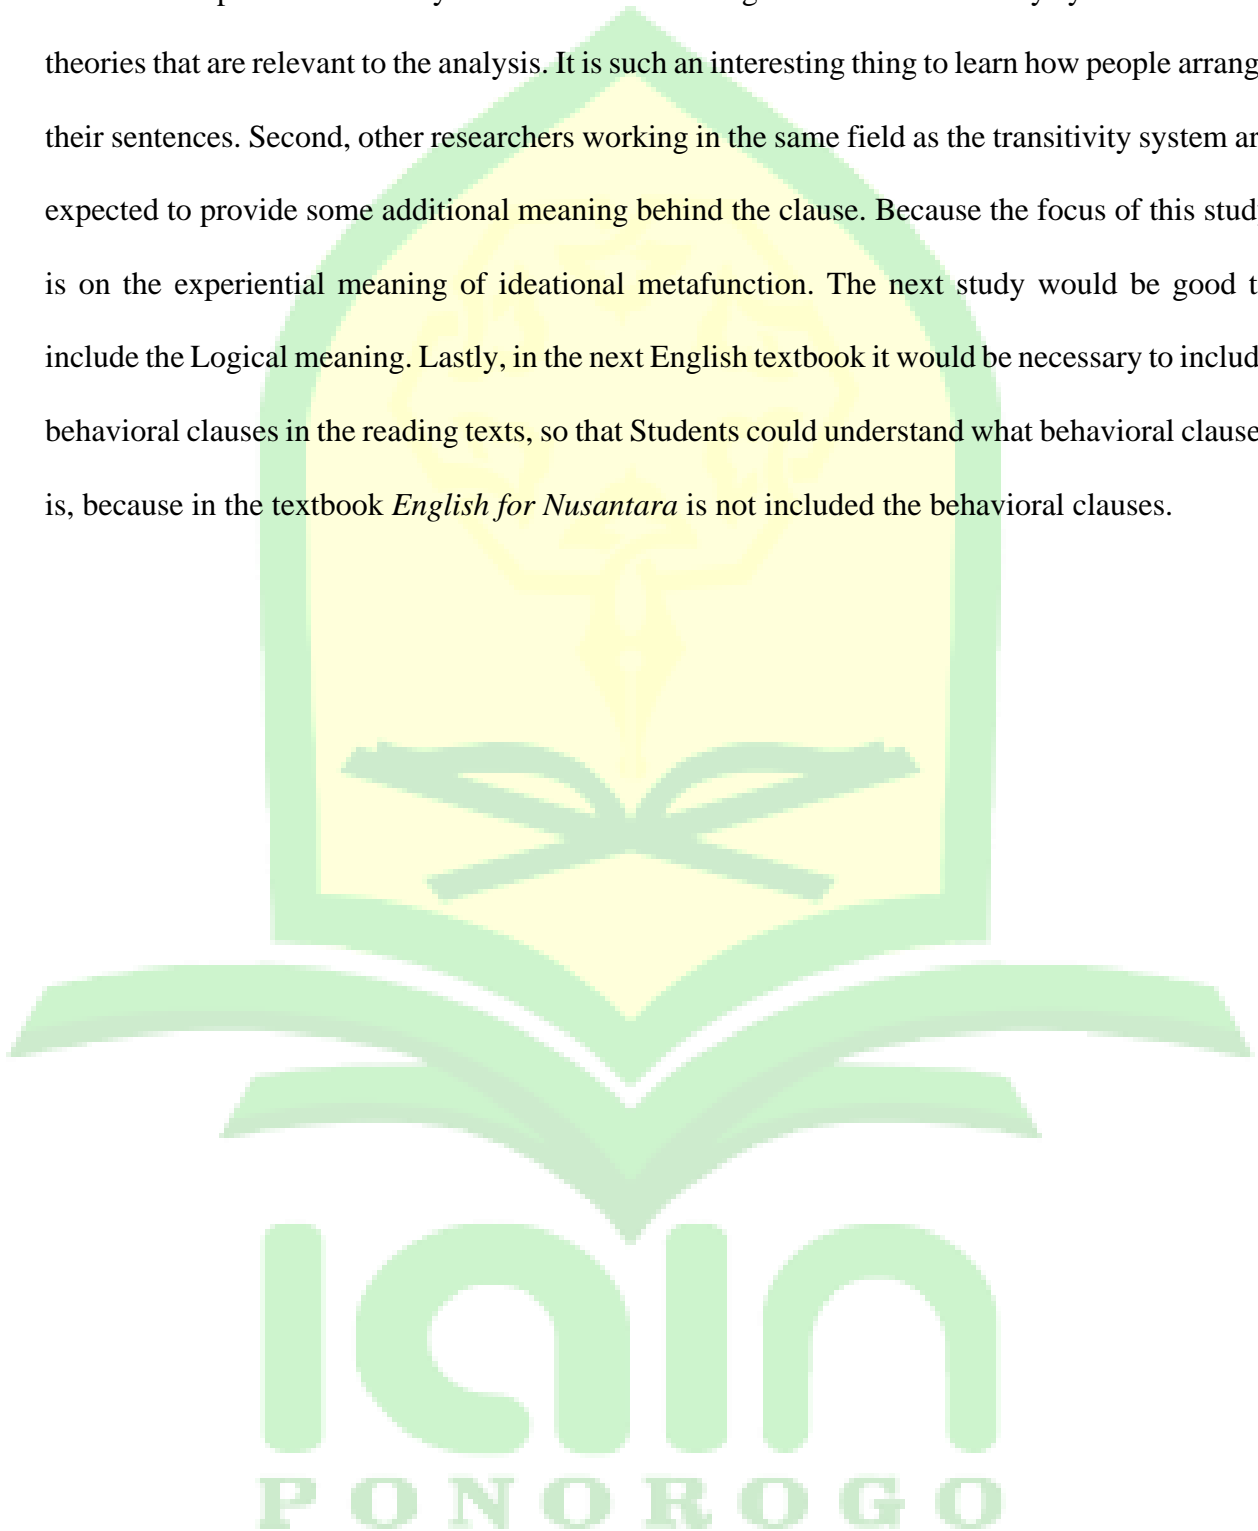 theories that are relevant to the analysis. It is such an interesting thing to learn how people arrang
their sentences. Second, other researchers working in the same field as the transitivity system ar
expected to provide some additional meaning behind the clause. Because the focus of this stud
is on the experiential meaning of ideational metafunction. The next study would be good t
include the Logical meaning. Lastly, in the next English textbook it would be necessary to includ
behavioral clauses in the reading texts, so that Students could understand what behavioral clause
is, because in the textbook English for Nusantara is not included the behavioral clauses.
iain
PONOROGO